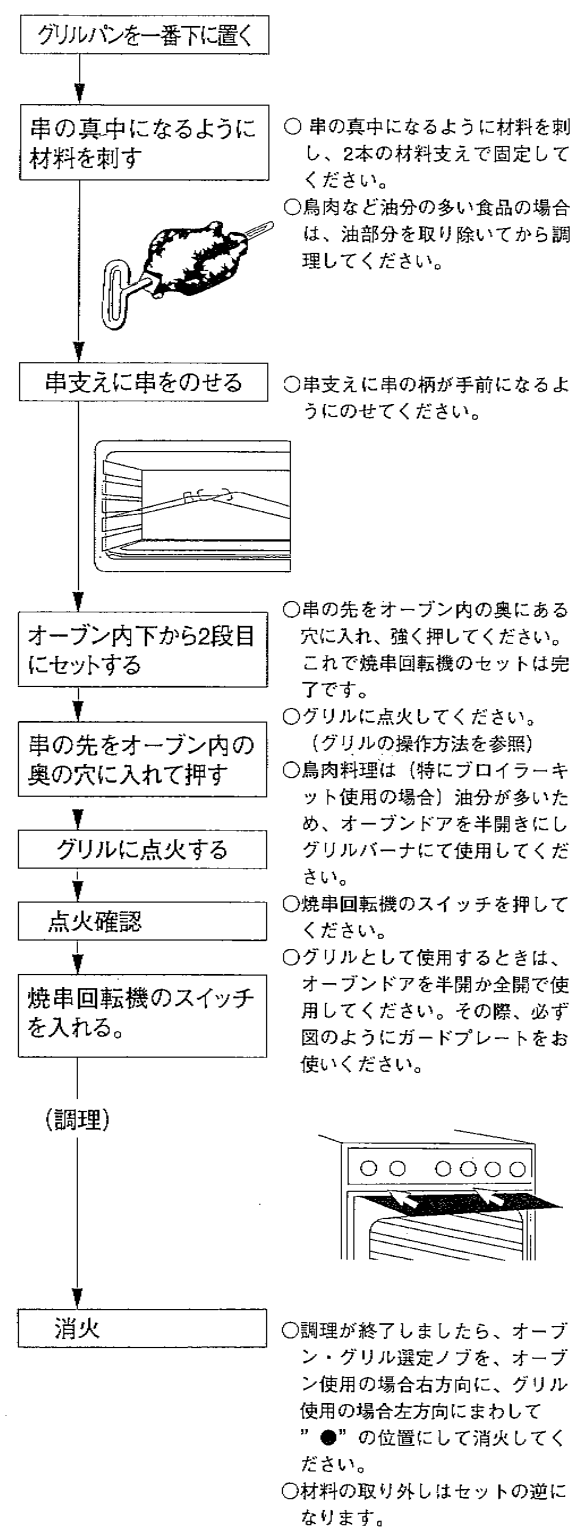 グリルパンを一番下に置く
串の真中になるように
材料を刺す
○ 串の真中になるように材料を刺
し、2本の材料支えで固定して
ください。
○鳥肉など油分の多い食品の場合
は、油部分を取り除いてから調
理してください。
串支えに串をのせる
○串支えに串の柄が手前になるよ
うにのせてください。
オーブン内下から2段目
にセットする
○串の先をオーブン内の奥にある
穴に入れ、強く押してください。
これで焼串回転機のセットは完
了です。
串の先をオーブン内の
奥の穴に入れて押す
○グリルに点火してください。
(グリルの操作方法を参照)
○鳥肉料理は(特にブロイラーキ
ット使用の場合)油分が多いた
め、オーブンドアを半開きにし
グリルバーナにて使用してくだ
さい。
グリルに点火する
点火確認
○焼串回転機のスイッチを押して
ください。
焼串回転機のスイッチ
を入れる。
○グリルとして使用するときは、
オーブンドアを半開か全開で使
用してください。その際、必ず
図のようにガードプレートをお
使いください。
(調理)
消火
○調理が終了しましたら、オーブ
ン・グリル選定ノブを、オーブ
ン使用の場合右方向に、グリル
使用の場合左方向にまわして
”●”の位置にして消火してく
ださい。
○材料の取り外しはセットの逆に
なります。